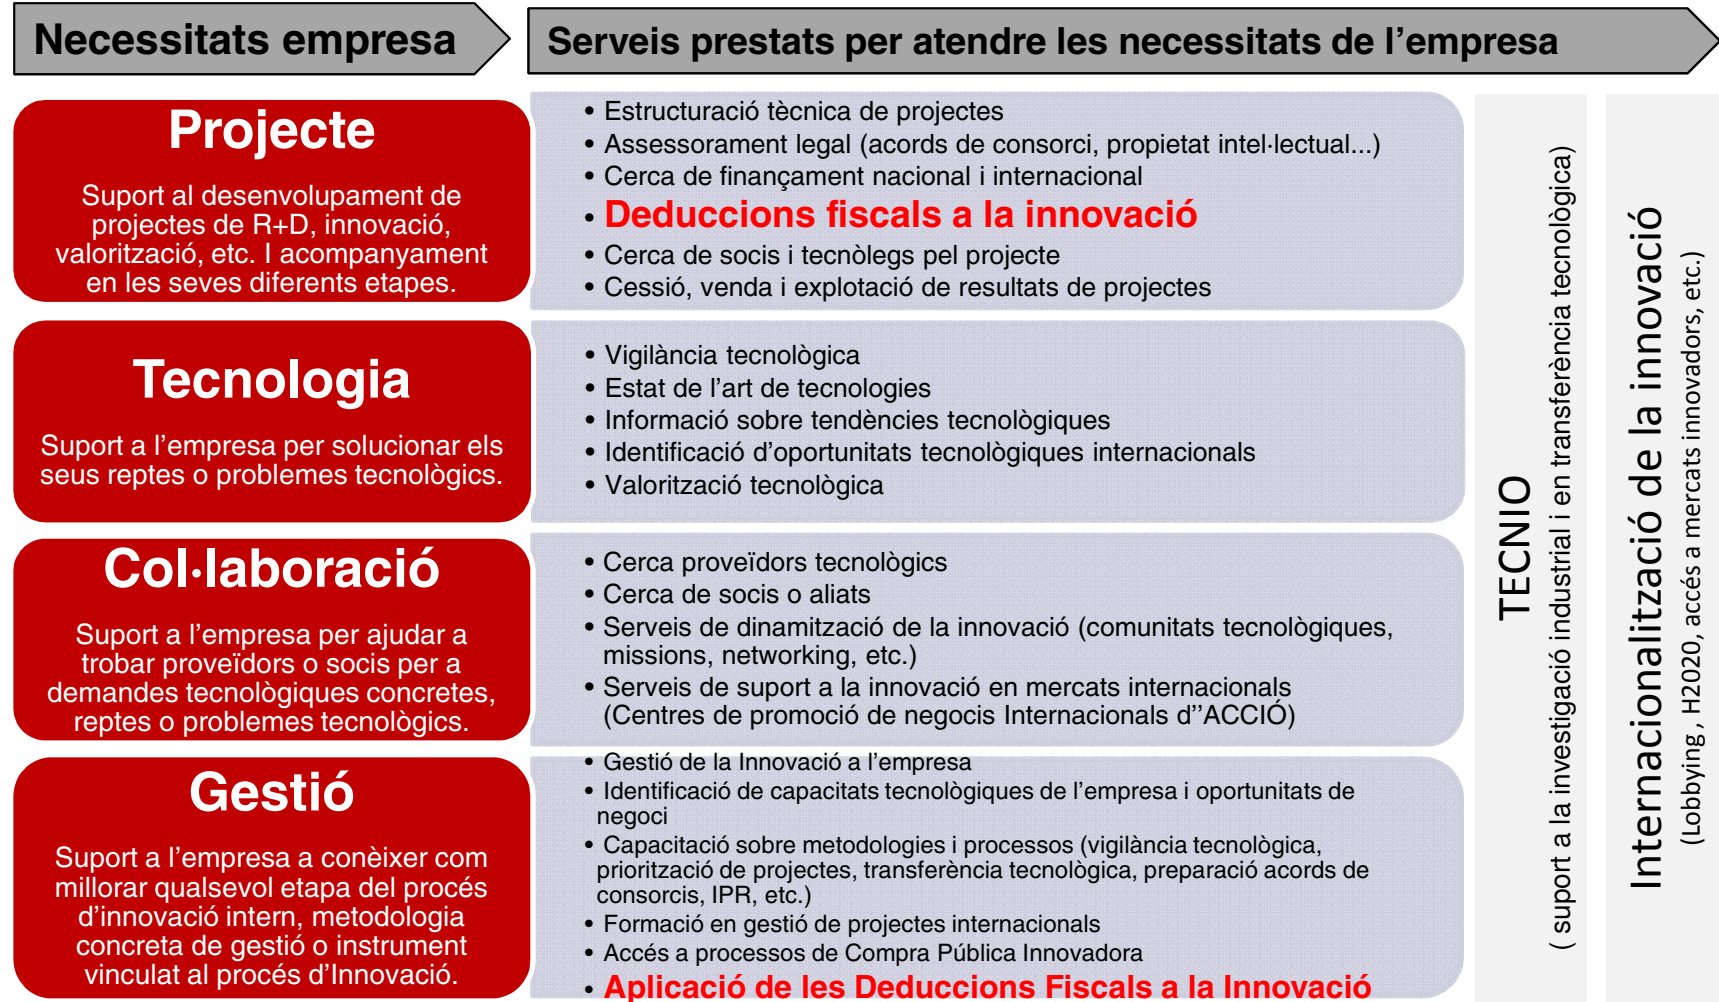 Necessitats empresa
Serveis prestats per atendre les necessitats de l’empresa
Projecte
Suport al desenvolupament de
projectes de R+D, innovació,
valorització, etc. I acompanyament
en les seves diferents etapes.
• Estructuració tècnica de projectes
• Assessorament legal (acords de consorci, propietat intel·lectual...)
• Cerca de finançament nacional i internacional
• Deduccions fiscals a la innovació
• Cerca de socis i tecnòlegs pel projecte
• Cessió, venda i explotació de resultats de projectes
Tecnologia
Suport a l’empresa per solucionar els
seus reptes o problemes tecnològics.
• Vigilància tecnològica
• Estat de l’art de tecnologies
• Informació sobre tendències tecnològiques
• Identificació d’oportunitats tecnològiques internacionals
• Valorització tecnològica
Col·laboració
Suport a l’empresa per ajudar a
trobar proveïdors o socis per a
demandes tecnològiques concretes,
reptes o problemes tecnològics.
• Cerca proveïdors tecnològics
• Cerca de socis o aliats
• Serveis de dinamització de la innovació (comunitats tecnològiques,
missions, networking, etc.)
• Serveis de suport a la innovació en mercats internacionals
(Centres de promoció de negocis Internacionals d’’ACCIÓ)
Gestió
Suport a l’empresa a conèixer com
millorar qualsevol etapa del procés
d’innovació intern, metodologia
concreta de gestió o instrument
vinculat al procés d’Innovació.
• Gestió de la Innovació a l’empresa
• Identificació de capacitats tecnològiques de l’empresa i oportunitats de
negoci
• Capacitació sobre metodologies i processos (vigilància tecnològica,
priorització de projectes, transferència tecnològica, preparació acords de
consorcis, IPR, etc.)
• Formació en gestió de projectes internacionals
• Accés a processos de Compra Pública Innovadora
• Aplicació de les Deduccions Fiscals a la Innovació
TECNIO
( suport a la investigació industrial i en transferència tecnològica)
Internacionalització de la innovació
(Lobbying , H2020, accés a mercats innovadors, etc.)